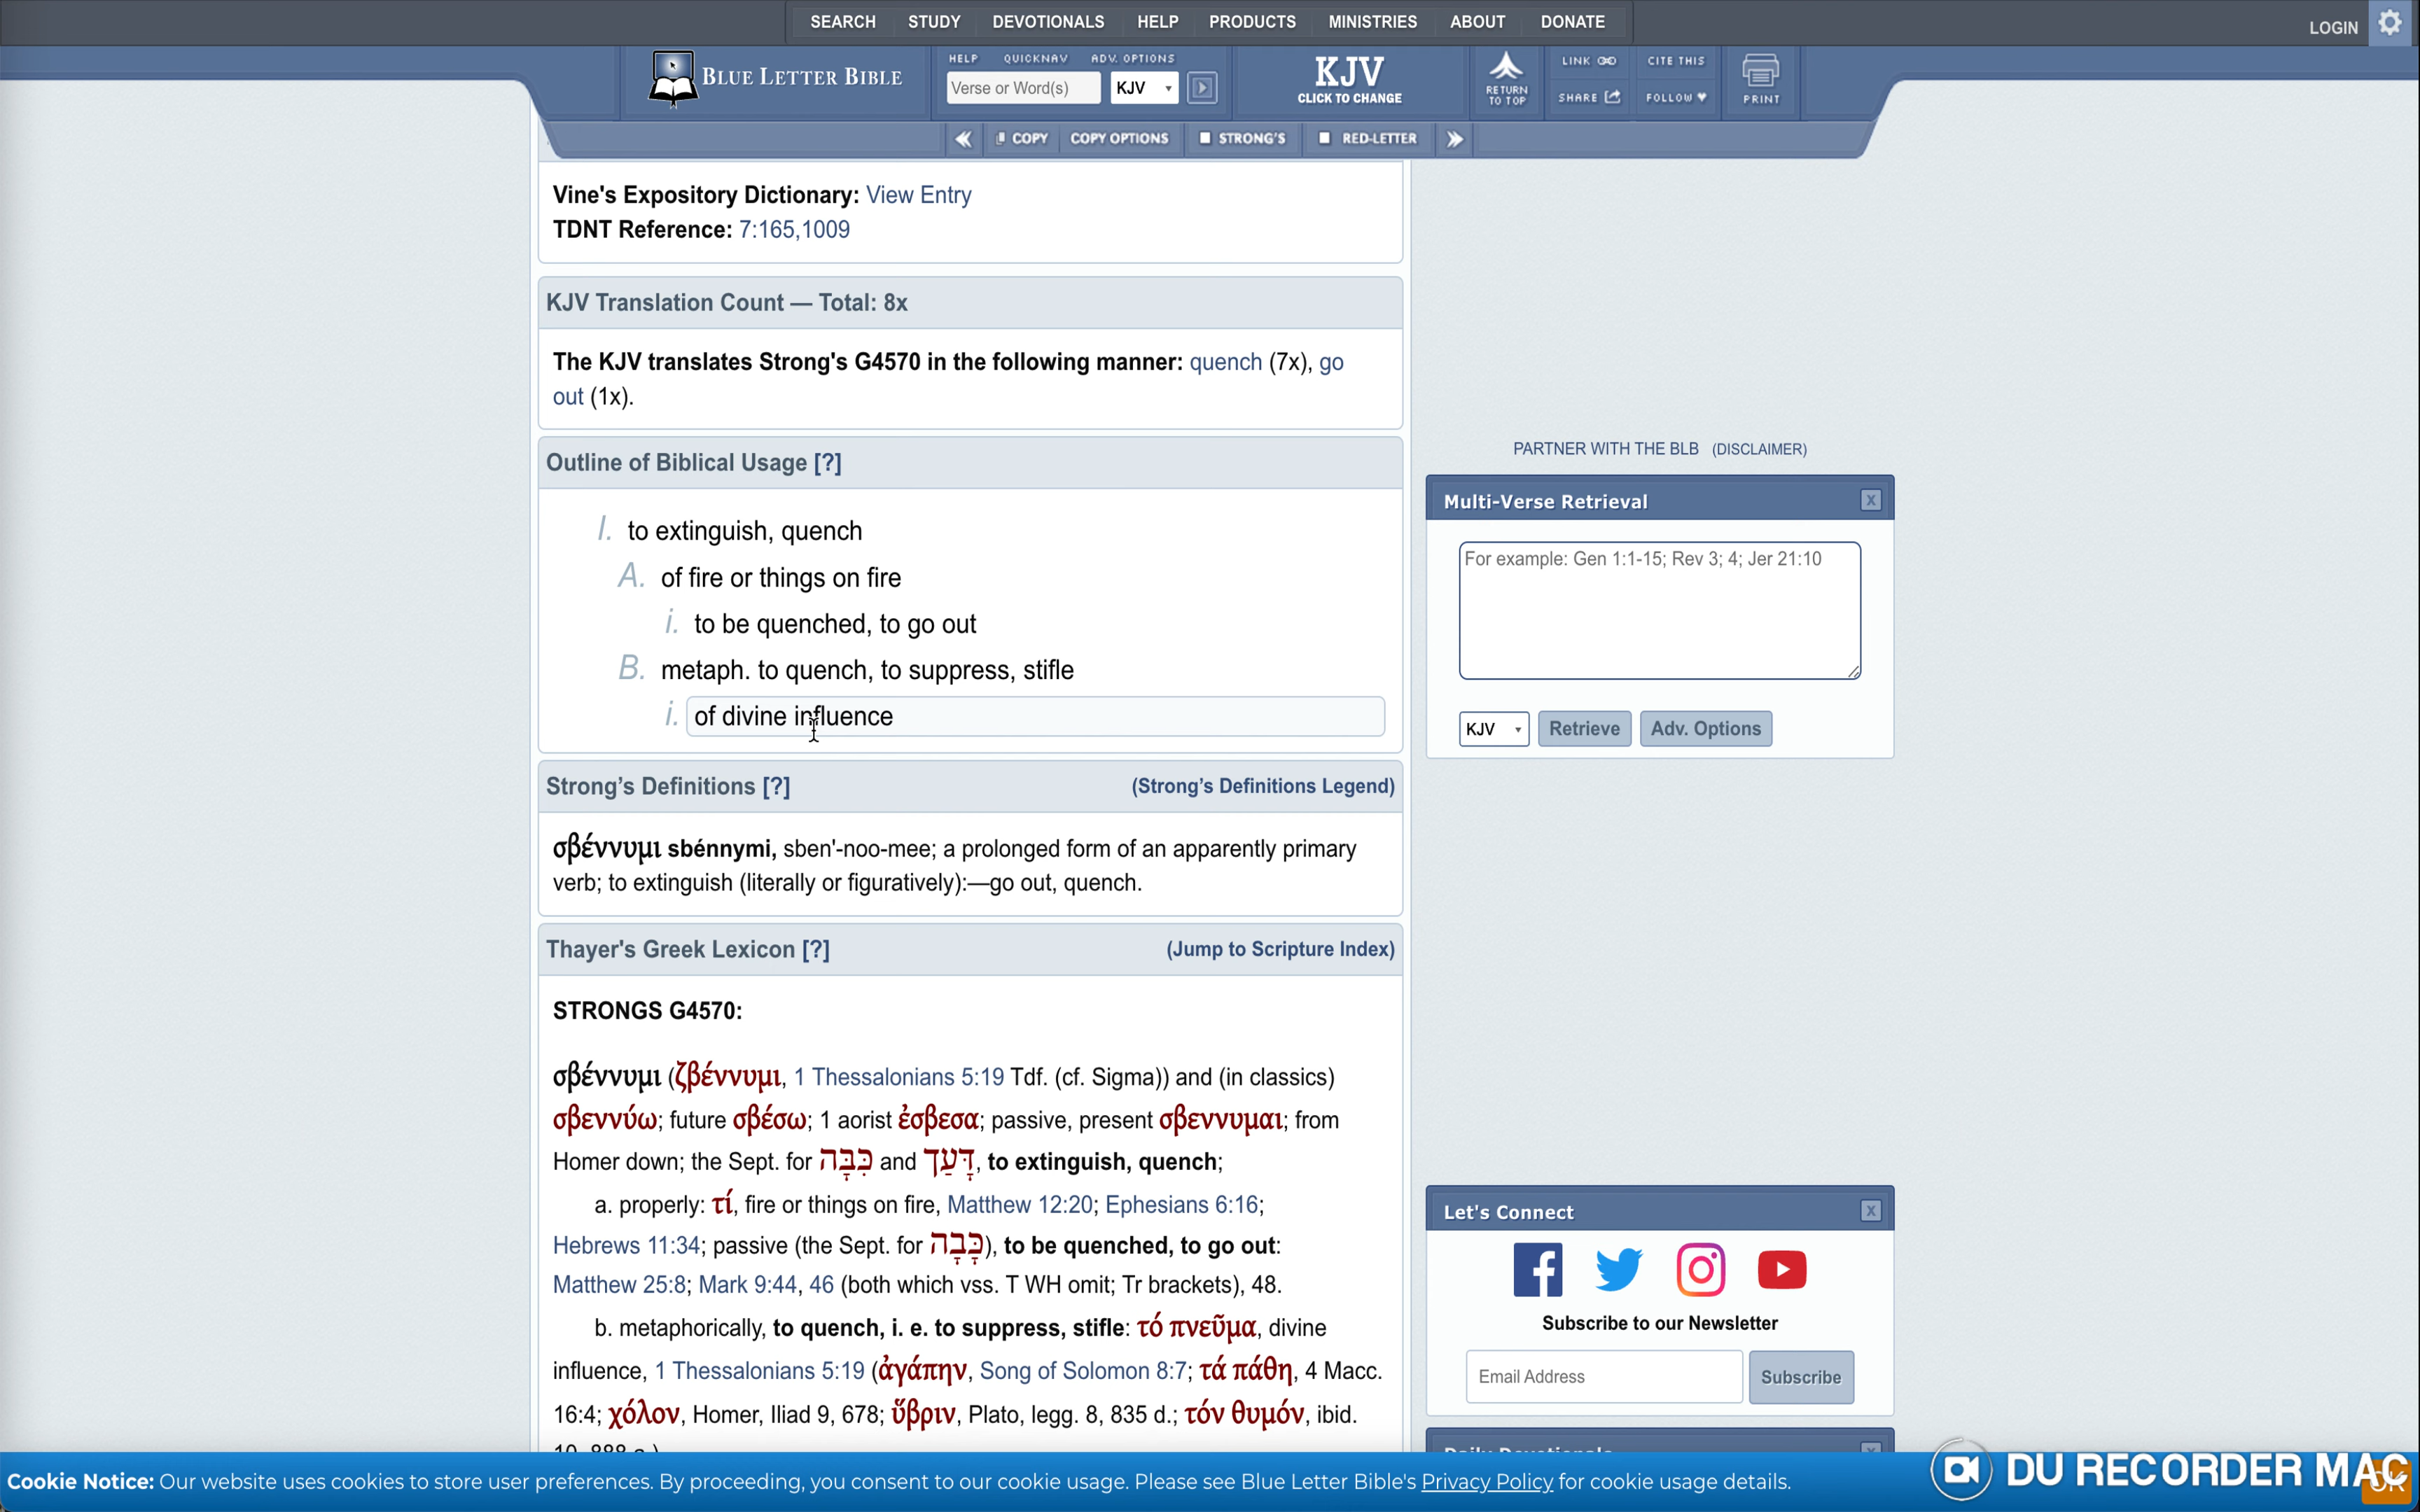 SEARCH STUDY DEVOTIONALS HELP PRODUCTS MINISTRIES ABOUT DONATE
LOGIN
BLUE LETTER BIBLE
HELP QUICKNAV ADV. OPTIONS
Verse or Word(s) KJV
KJV
CLICK TO CHANGE
RETURN
TO TOP
LINK CITE THIS
SHARE FOLLOW
PRINT
COPY COPY OPTIONS STRONG'S RED-LETTER
Vine's Expository Dictionary: View Entry
TDNT Reference: 7:165,1009
KJV Translation Count — Total: 8x
The KJV translates Strong's G4570 in the following manner: quench (7x), go
out (1x).
Outline of Biblical Usage [?]
I. to extinguish, quench
A. of fire or things on fire
i. to be quenched, to go out
B. metaph. to quench, to suppress, stifle
i. of divine influence
Strong’s Definitions [?] (Strong’s Definitions Legend)
σβέννυμι sbénnymi, sben'-noo-mee; a prolonged form of an apparently primary
verb; to extinguish (literally or figuratively):—go out, quench.
Thayer's Greek Lexicon [?] (Jump to Scripture Index)
STRONGS G4570:
σβέννυμι (ζβέννυμι, 1 Thessalonians 5:19 Tdf. (cf. Sigma)) and (in classics)
σβεννύω; future σβέσω; 1 aorist ἐσβεσα; passive, present σβεννυμαι; from
Homer down; the Sept. for כִּבָּה and דָּעַך, to extinguish, quench;
a. properly: τί, fire or things on fire, Matthew 12:20; Ephesians 6:16;
Hebrews 11:34; passive (the Sept. for כָּבָה), to be quenched, to go out:
Matthew 25:8; Mark 9:44, 46 (both which vss. T WH omit; Tr brackets), 48.
b. metaphorically, to quench, i. e. to suppress, stifle: τό πνεῦμα, divine
influence, 1 Thessalonians 5:19 (ἀγάπην, Song of Solomon 8:7; τά πάθη, 4 Macc.
16:4; χόλον, Homer, Iliad 9, 678; ὕβριν, Plato, legg. 8, 835 d.; τόν θυμόν, ibid.
PARTNER WITH THE BLB (DISCLAIMER)
Multi-Verse Retrieval X
For example: Gen 1:1-15; Rev 3; 4; Jer 21:10
KJV Retrieve Adv. Options
Let's Connect X
Subscribe to our Newsletter
Email Address Subscribe
Cookie Notice: Our website uses cookies to store user preferences. By proceeding, you consent to our cookie usage. Please see Blue Letter Bible's Privacy Policy for cookie usage details.
DU RECORDER MAC
OK